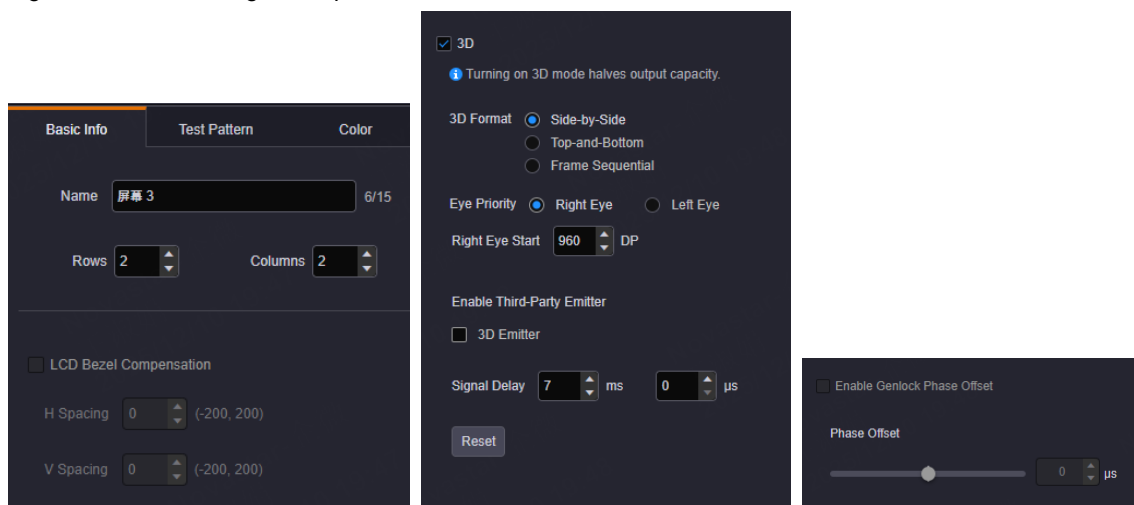 Basic Info Test Pattern Color
Name 屏幕 3 6/15
Rows 2 Columns 2
LCD Bezel Compensation
H Spacing 0 (-200, 200)
V Spacing 0 (-200, 200)
3D
Turning on 3D mode halves output capacity.
3D Format Side-by-Side
Top-and-Bottom
Frame Sequential
Eye Priority Right Eye Left Eye
Right Eye Start 960 DP
Enable Third-Party Emitter
3D Emitter
Signal Delay 7 ms 0 μs
Reset
Enable Genlock Phase Offset
Phase Offset
0 μs